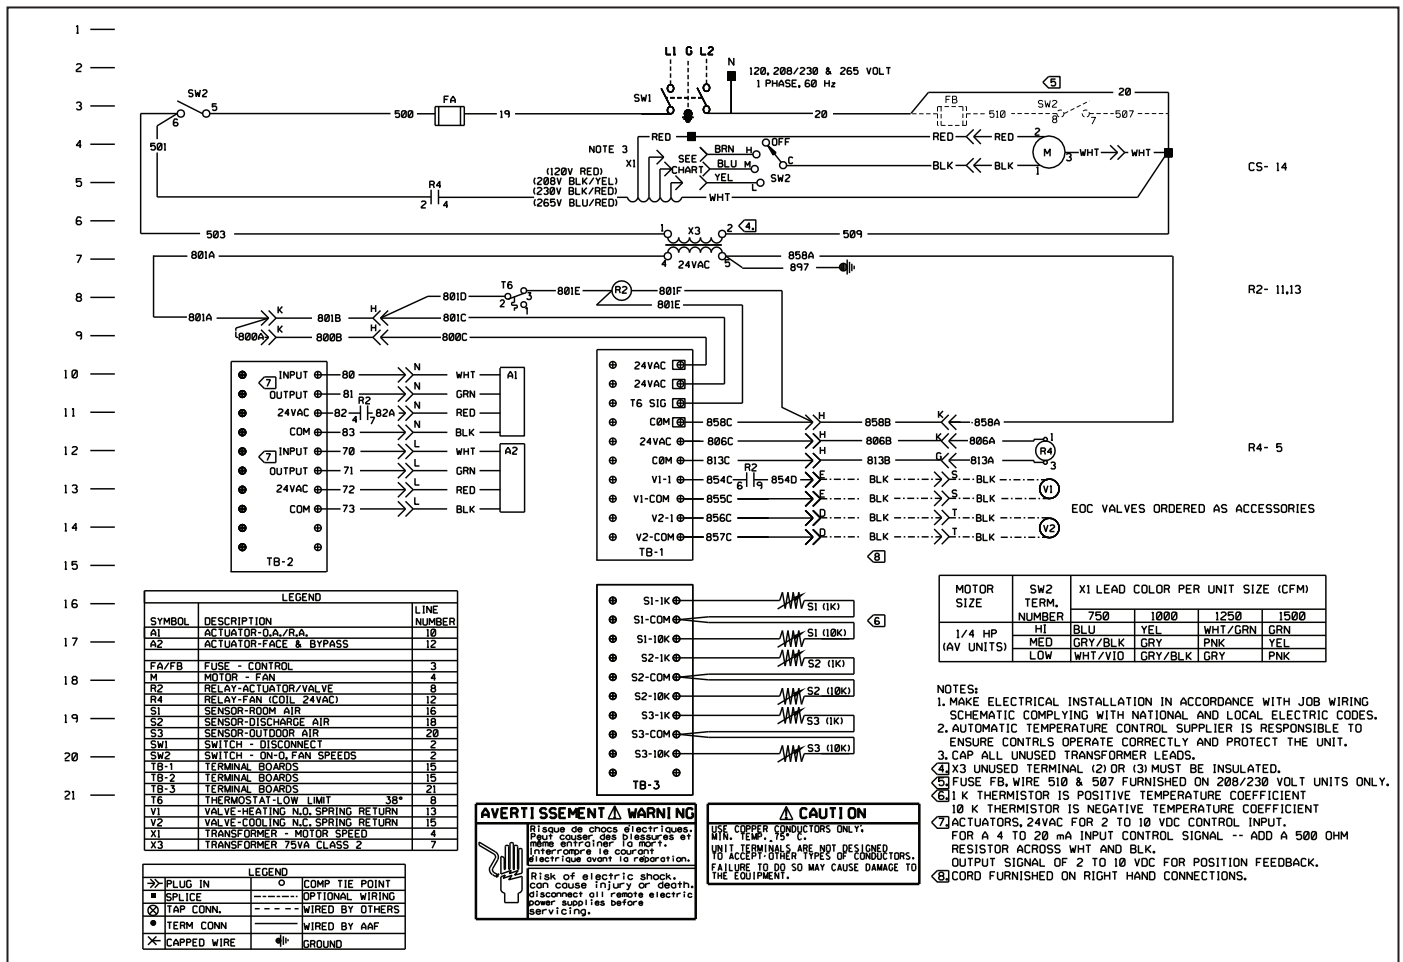 1
L1 G L2
2
N
120, 208/230 & 265 VOLT
1 PHASE, 60 Hz
5
20
SW2
SW1
FA
FB
SW2
3
6
5
500
19
20
510
8
7
507
501
4
NOTE 3
X1
RED
OFF
RED
RED
2
M
3
WHT
WHT
SEE
CHART
BRN H
BLU M
YEL
L
C
SW2
BLK
BLK
1
CS- 14
5
R4
2
4
(120V RED)
(208V BLK/YEL)
(230V BLK/RED)
(265V BLU/RED)
WHT
6
503
1
X3
2
4.
509
7
801A
4
24VAC
5
858A
897
8
801D
T6
2
3
1
801E
R2
801F
801E
R2- 11,13
801A
K
801B
H
801C
9
800A
K
800B
H
800C
10
7
INPUT
80
N
WHT
A1
24VAC
OUTPUT
81
N
GRN
24VAC
11
24VAC
82
R2
4
7
82A
N
RED
T6 SIG
COM
83
N
BLK
COM
858C
H
858B
K
858A
12
7
INPUT
70
L
WHT
A2
24VAC
806C
H
806B
K
806A
1
R4
3
R4- 5
OUTPUT
71
L
GRN
COM
813C
H
813B
G
813A
13
24VAC
72
L
RED
V1-1
854C
R2
6
9
854D
E
BLK
S
BLK
V1
COM
73
L
BLK
V1-COM
855C
E
BLK
S
BLK
EOC VALVES ORDERED AS ACCESSORIES
14
V2-1
856C
D
BLK
T
BLK
V2
V2-COM
857C
D
BLK
T
BLK
TB-2
TB-1
8
15
16
17
18
19
20
21
S1-1K
S1 (1K)
S1-COM
6
S1-10K
S1 (10K)
S2-1K
S2 (1K)
S2-COM
S2-10K
S2 (10K)
S3-1K
S3 (1K)
S3-COM
S3-10K
S3 (10K)
TB-3
LEGEND
SYMBOL DESCRIPTION LINE NUMBER
A1 ACTUATOR-O.A./R.A. 10
A2 ACTUATOR-FACE & BYPASS 12
FA/FB FUSE - CONTROL 3
M MOTOR - FAN 4
R2 RELAY-ACTUATOR/VALVE 8
R4 RELAY-FAN (COIL 24VAC) 12
S1 SENSOR-ROOM AIR 16
S2 SENSOR-DISCHARGE AIR 18
S3 SENSOR-OUTDOOR AIR 20
SW1 SWITCH - DISCONNECT 2
SW2 SWITCH - ON-O, FAN SPEEDS 2
TB-1 TERMINAL BOARDS 15
TB-2 TERMINAL BOARDS 15
TB-3 TERMINAL BOARDS 21
T6 THERMOSTAT-LOW LIMIT 38° 8
V1 VALVE-HEATING N.O. SPRING RETURN 13
V2 VALVE-COOLING N.C. SPRING RETURN 15
X1 TRANSFORMER - MOTOR SPEED 4
X3 TRANSFORMER 75VA CLASS 2 7
LEGEND
PLUG IN COMP TIE POINT
SPLICE OPTIONAL WIRING
TAP CONN. WIRED BY OTHERS
TERM CONN WIRED BY AAF
CAPPED WIRE GROUND
AVERTISSEMENT WARNING
Risque de chocs électriques.
Peut causer des blessures et
même entraîner la mort.
Interrompre le courant
électrique avant la réparation.
Risk of electric shock.
can cause injury or death.
disconnect all remote electric
power supplies before
servicing.
CAUTION
USE COPPER CONDUCTORS ONLY,
MIN. TEMP. 75° C.
UNIT TERMINALS ARE NOT DESIGNED
TO ACCEPT OTHER TYPES OF CONDUCTORS.
FAILURE TO DO SO MAY CAUSE DAMAGE TO
THE EQUIPMENT.
MOTOR SIZE SW2 TERM. NUMBER X1 LEAD COLOR PER UNIT SIZE (CFM)
750 1000 1250 1500
1/4 HP (AV UNITS)
HI BLU YEL WHT/GRN GRN
MED GRY/BLK GRY PNK YEL
LOW WHT/VIO GRY/BLK GRY PNK
NOTES:
1. MAKE ELECTRICAL INSTALLATION IN ACCORDANCE WITH JOB WIRING
SCHEMATIC COMPLYING WITH NATIONAL AND LOCAL ELECTRIC CODES.
2. AUTOMATIC TEMPERATURE CONTROL SUPPLIER IS RESPONSIBLE TO
ENSURE CONTRLS OPERATE CORRECTLY AND PROTECT THE UNIT.
3. CAP ALL UNUSED TRANSFORMER LEADS.
4. X3 UNUSED TERMINAL (2) OR (3) MUST BE INSULATED.
5. FUSE FB, WIRE 510 & 507 FURNISHED ON 208/230 VOLT UNITS ONLY.
6. 1 K THERMISTOR IS POSITIVE TEMPERATURE COEFFICIENT
10 K THERMISTOR IS NEGATIVE TEMPERATURE COEFFICIENT
7. ACTUATORS, 24VAC FOR 2 TO 10 VDC CONTROL INPUT.
FOR A 4 TO 20 mA INPUT CONTROL SIGNAL -- ADD A 500 OHM
RESISTOR ACROSS WHT AND BLK.
OUTPUT SIGNAL OF 2 TO 10 VDC FOR POSITION FEEDBACK.
8. CORD FURNISHED ON RIGHT HAND CONNECTIONS.